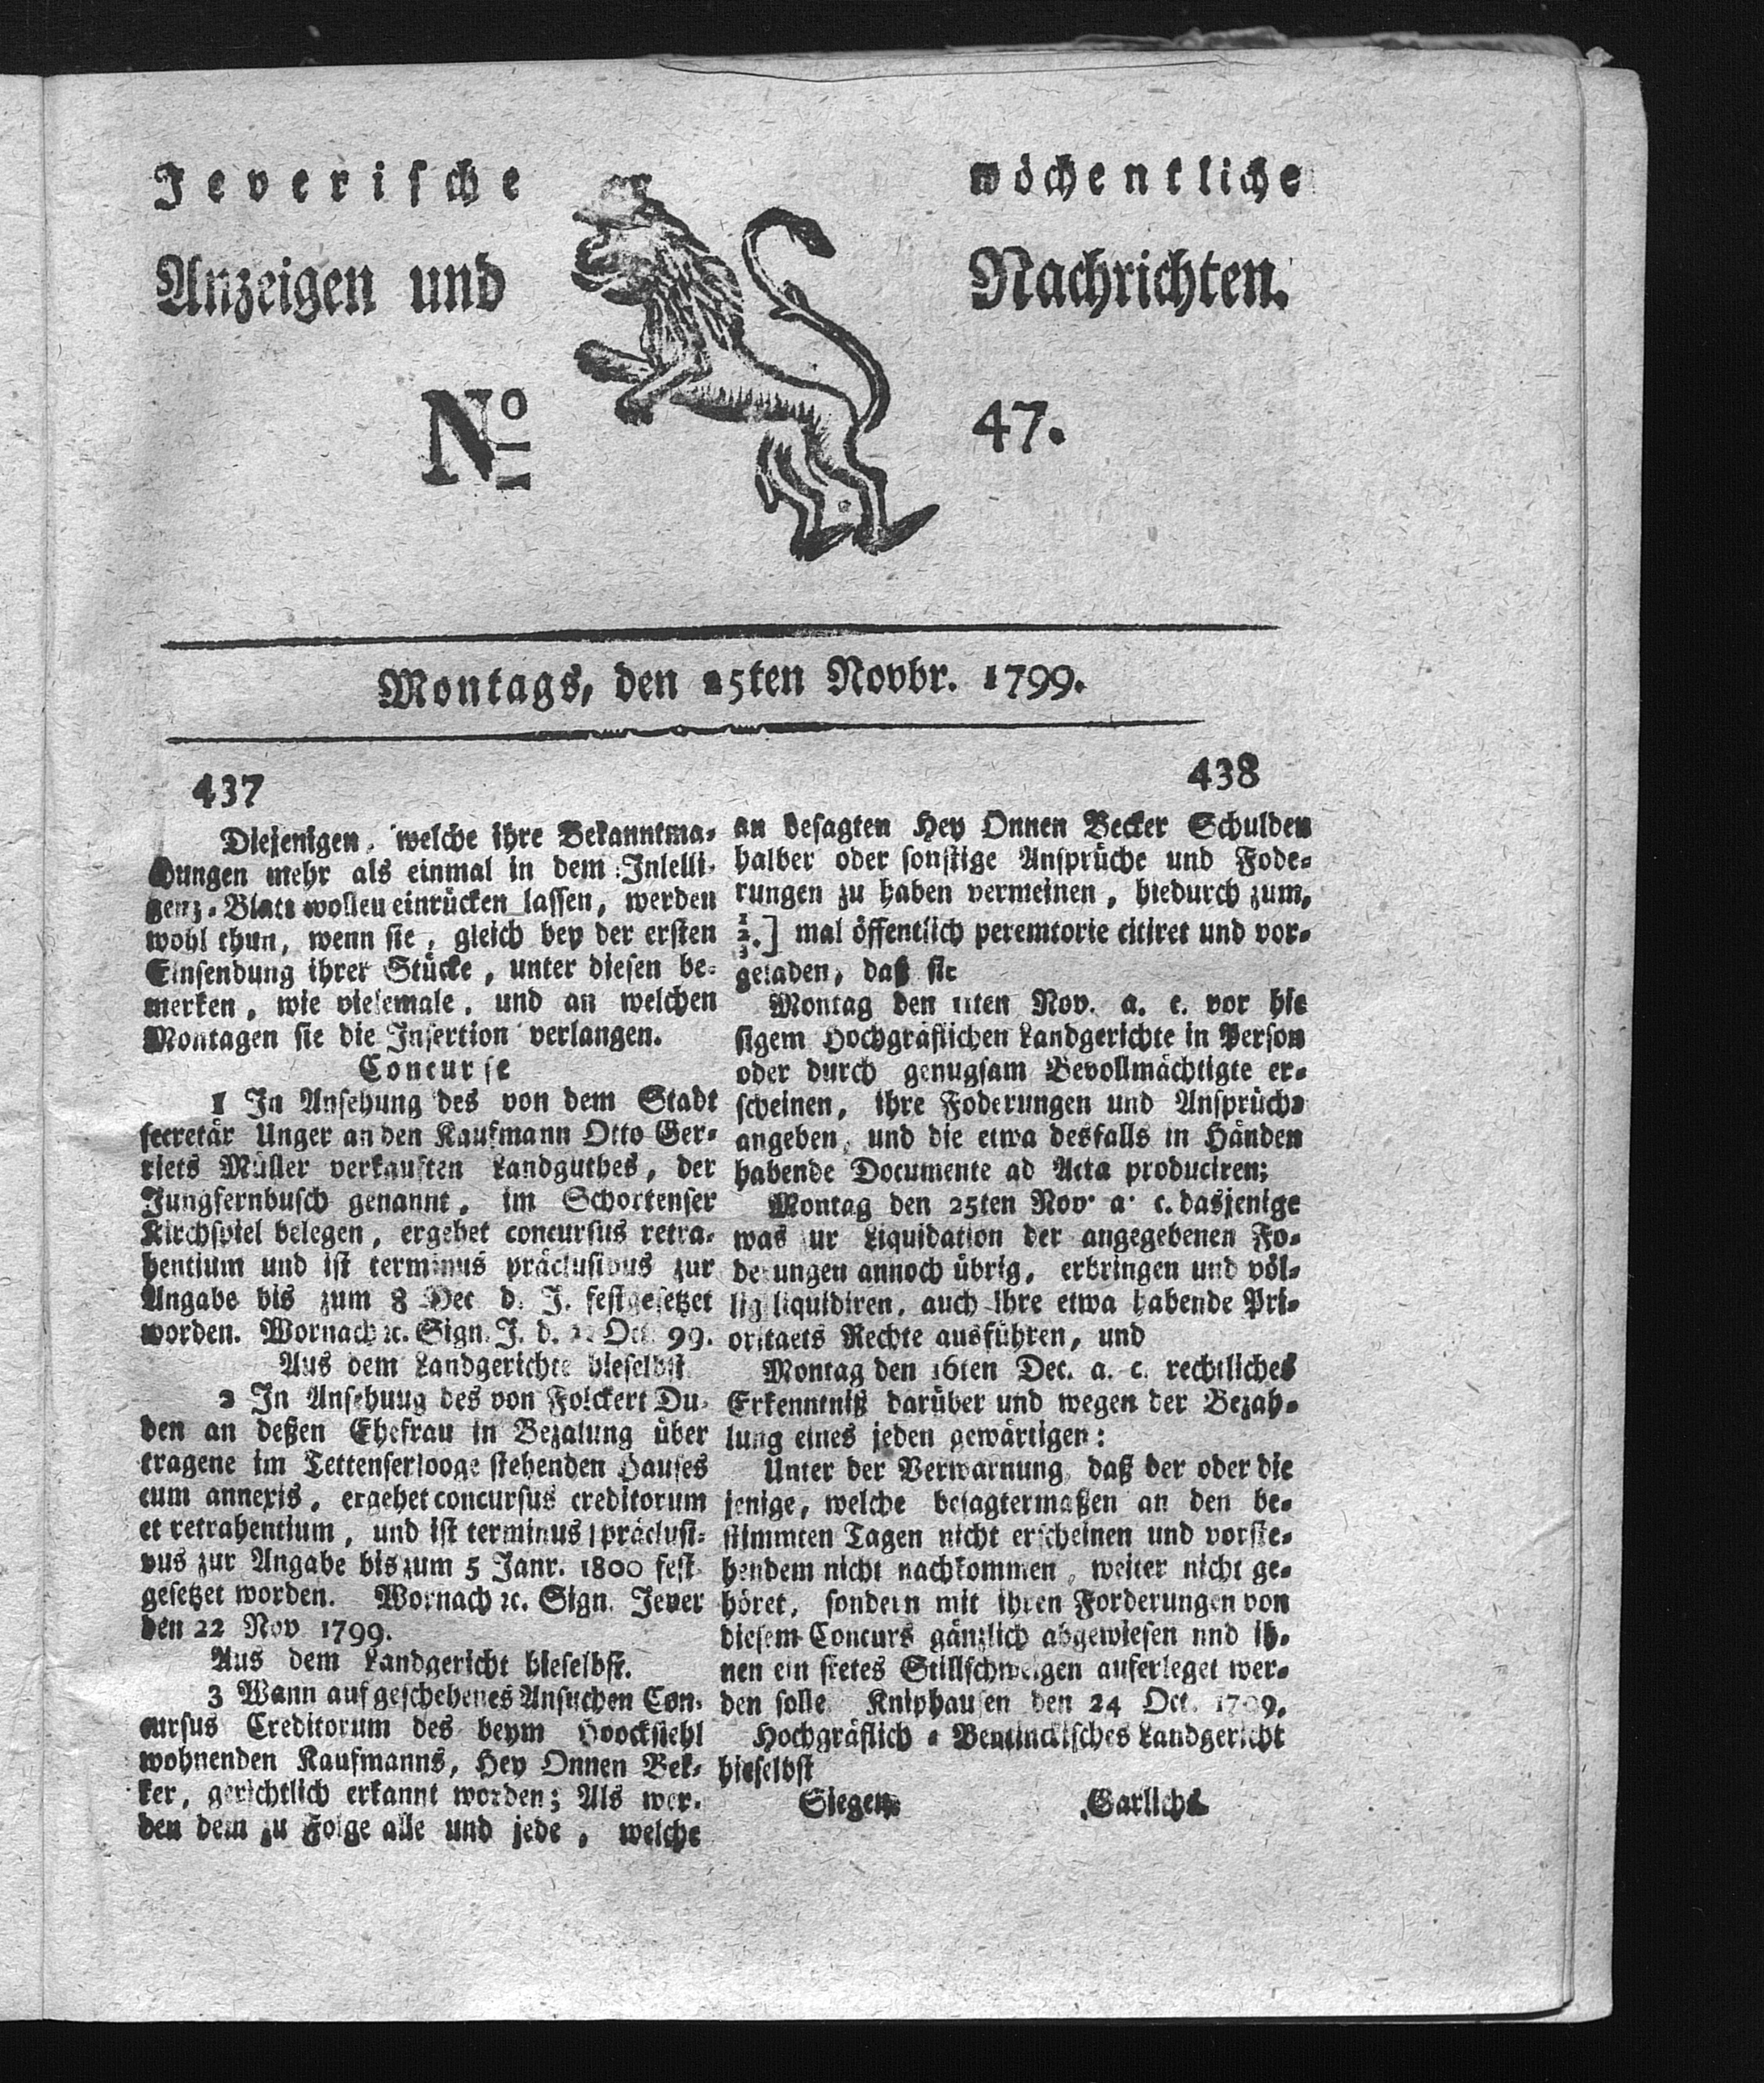 Jeverische wöchentliche
Anzeigen und Nachrichten.
No 47.
Montags, den 25ten Novbr. 1799.
437
Diejenigen, welche ihre Bekanntma-
chungen mehr als einmal in dem Inlelli-
genz-Blatt wollen einrücken lassen, werden
wohl thun, wenn sie, gleich bey der ersten
Einsendung ihrer Stücke, unter diesen be-
merken, wie vielemale, und an welchen
Montagen sie die Insertion verlangen.
Concurse
1 In Ansehung des von dem Stadt
secretär Unger an den Kaufmann Otto Ger-
riets Müller verkauften Landguthes, der
Jungfernbusch genannt, im Schortenser
Kirchspiel belegen, ergehet concursus retra-
hentium und ist terminus präclusivus zur
Angabe bis zum 8 Dec d. J. festgesetzet
worden. Wornach ꝛc. Sign. J. d. Oct 99.
Aus dem Landgerichte hieselbst
2 In Ansehuug des von Folckert Du-
den an deßen Ehefrau in Bezalung über
tragene im Tettenserlooge stehenden Hauses
cum annexis, ergehet concursus creditorum
et retrahentium, und ist terminus präclusi-
vus zur Angabe bis zum 5 Janr. 1800 fest
gesetzet worden. Wornach ꝛc. Sign. Jever
den 22 Nov 1799.
Aus dem Landgericht hieselbst.
3 Wann auf geschehenes Ansuchen Con-
cursus Creditorum des beym Hoocksiehl
wohnenden Kaufmanns, Hey Onnen Bek-
ker, gerichtlich erkannt worden; Als wer-
den dem zu Folge alle und jede, welche
438
an besagten Hey Onnen Becker Schulden
halber oder sonstige Ansprüche und Fode-
rungen zu haben vermeinen, hiedurch zum,
1 2 3.] mal öffentlich peremtorie citiret und vor-
geladen, daß sie
Montag den 11ten Nov. a. c. vor hie
sigem Hochgräflichen Landgerichte in Person
oder durch genugsam Bevollmächtigte er-
scheinen, ihre Foderungen und Ansprüche
angeben, und die etwa desfalls in Händen
habende Documente ad Acta produciren;
Montag den 25ten Nov. a. c. dasjenige
was ur Liquidation der angegebenen Fo-
derungen annoch übrig, erbringen und völ-
lig liquidiren, auch ihre etwa habende Pri-
oritaets Rechte ausführen, und
Montag den 16ten Dec. a. c. rechtliches
Erkenntniß darüber und wegen der Bezah-
lung eines jeden gewärtigen:
Unter der Verwarnung, daß der oder die
jenige, welche besagtermaßen an den be-
stimmten Tagen nicht erscheinen und vorste-
hendem nicht nachkommen, weiter nicht ge-
höret, sondern mit ihren Forderungen von
diesem Concurs gänzlich abgewiesen nnd ih-
nen ein stetes Stillschweigen auferleget wer-
den solle Kniphausen den 24 Oct. 1799.
Hochgräflich-Bentincksches Landgericht
hieselbst
Siegen. Garlichs.